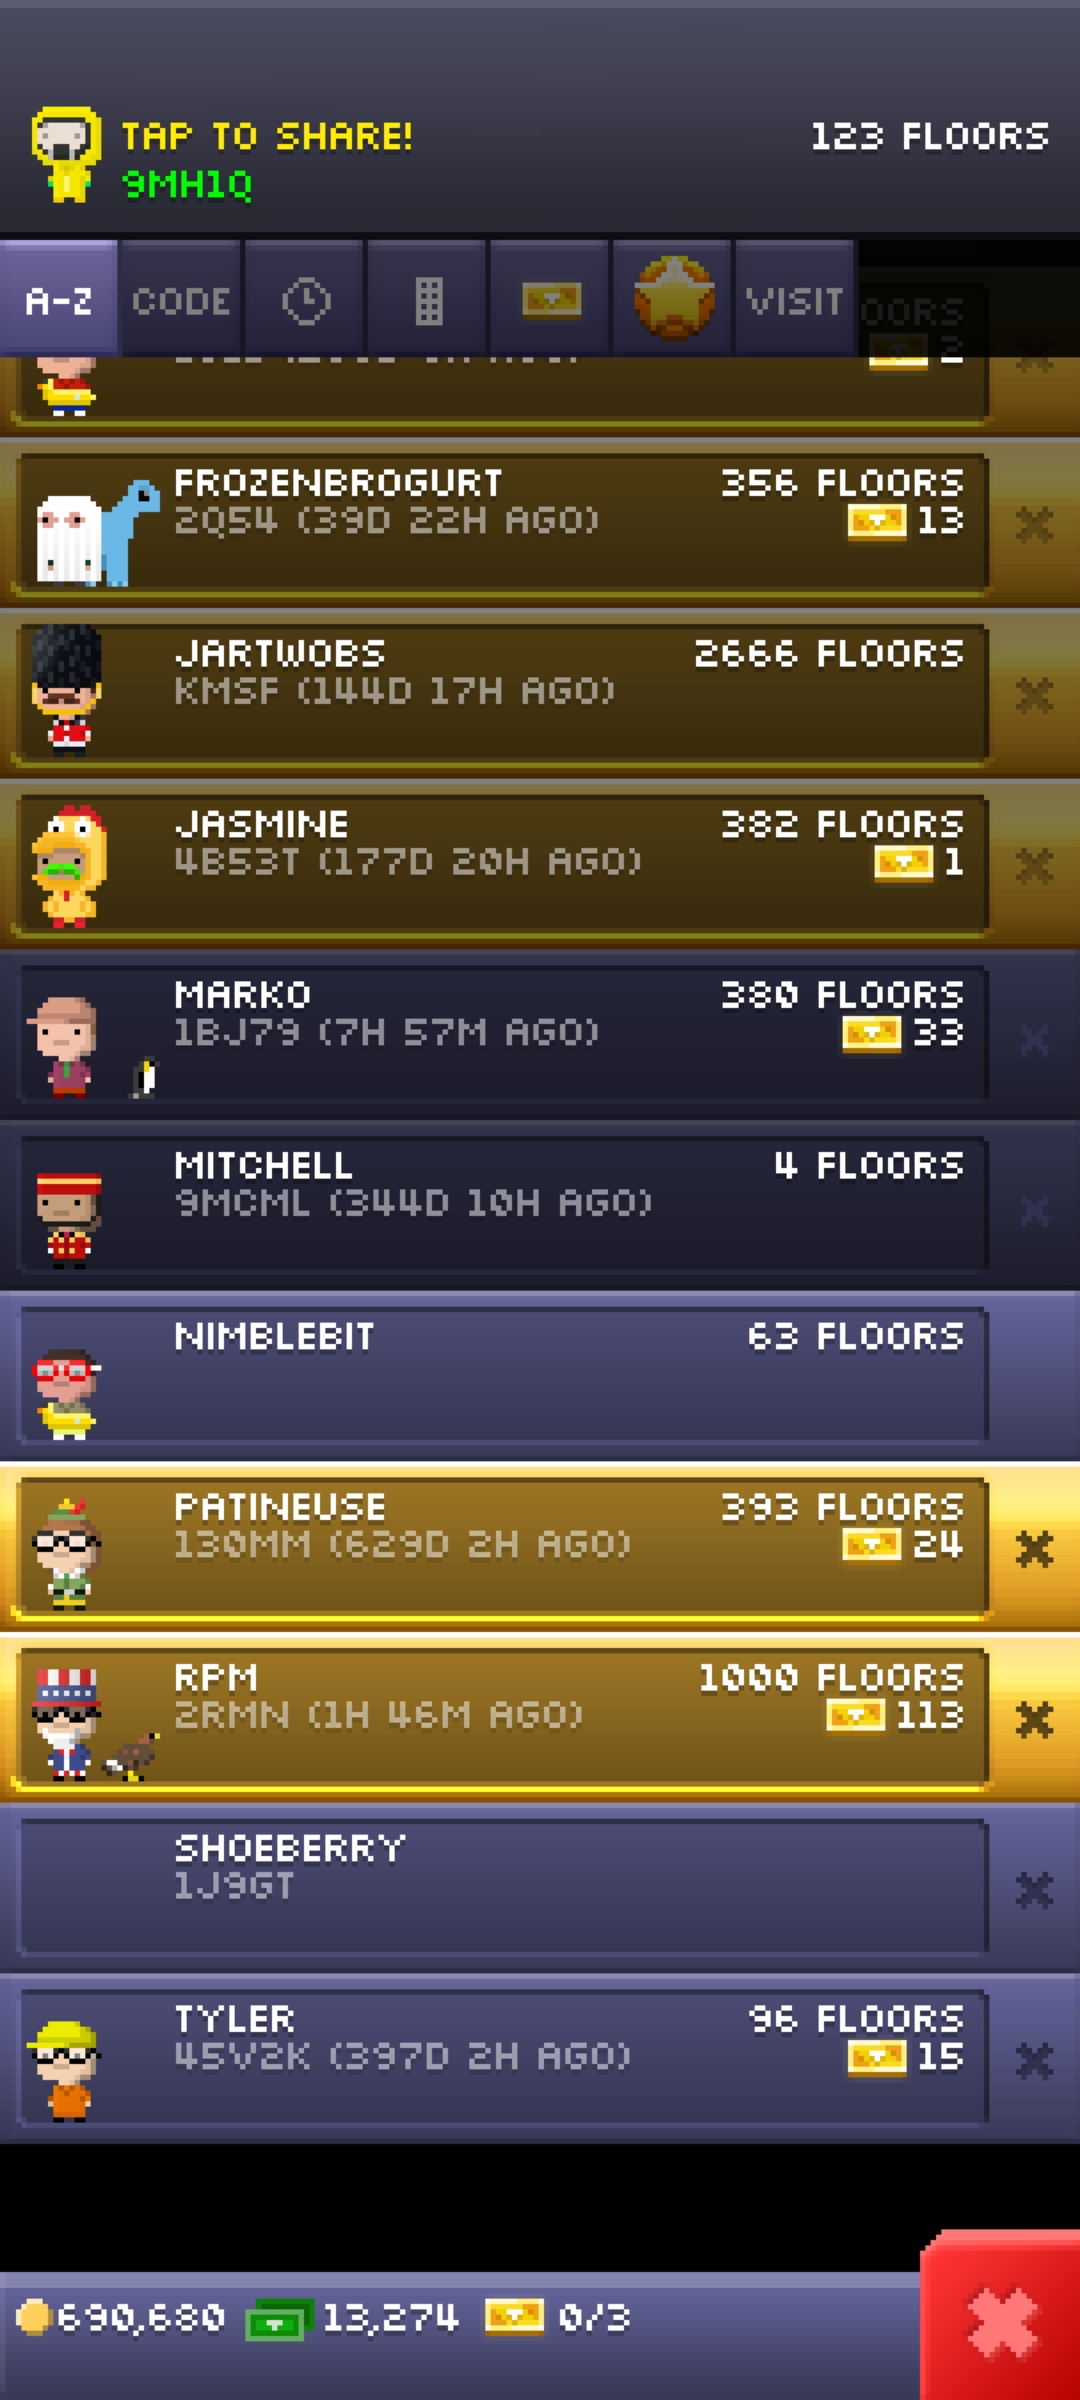 TAP TO SHARE!
123 FLOORS
9MH1Q
A-Z CODE VISIT
2
FROZENBROGURT 356 FLOORS
2Q54 (39D 22H AGO) 13
JARTWOBS 2666 FLOORS
KMSF (144D 17H AGO)
JASMINE 382 FLOORS
4B53T (177D 20H AGO) 1
MARKO 380 FLOORS
1BJ79 (7H 57M AGO) 33
MITCHELL 4 FLOORS
9MCML (344D 10H AGO)
NIMBLEBIT 63 FLOORS
PATINEUSE 393 FLOORS
130MM (629D 2H AGO) 24
RPM 1000 FLOORS
2RMN (1H 46M AGO) 113
SHOEBERRY
1J9GT
TYLER 96 FLOORS
45V2K (397D 2H AGO) 15
690,680 13,274 0/3